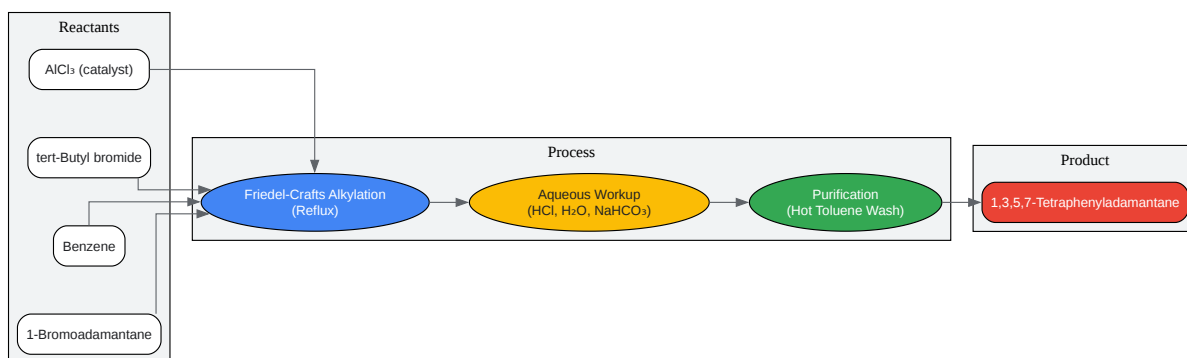 Reactants
AlCl₃ (catalyst)
tert-Butyl bromide
Benzene
1-Bromoadamantane
Process
Friedel-Crafts Alkylation
(Reflux)
Aqueous Workup
(HCl, H₂O, NaHCO₃)
Purification
(Hot Toluene Wash)
Product
1,3,5,7-Tetraphenyladamantane